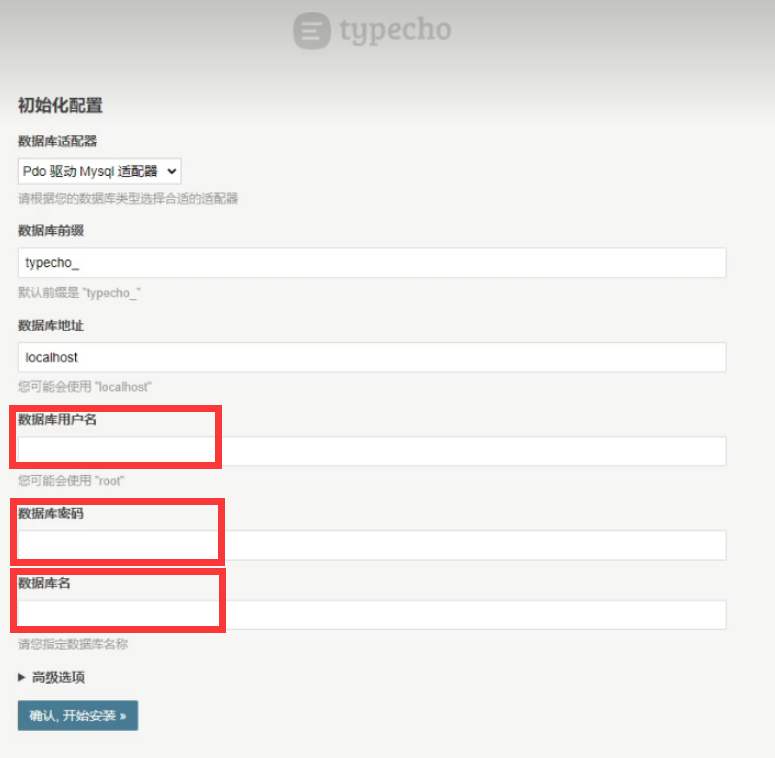 typecho
初始化配置
数据库适配器
Pdo 驱动 Mysql 适配器
请根据您的数据库类型选择合适的适配器
数据库前缀
typecho_
默认前缀是 "typecho_"
数据库地址
localhost
您可能会使用 "localhost"
数据库用户名
您可能会使用 "root"
数据库密码
数据库名
请您指定数据库名称
高级选项
确认, 开始安装 »